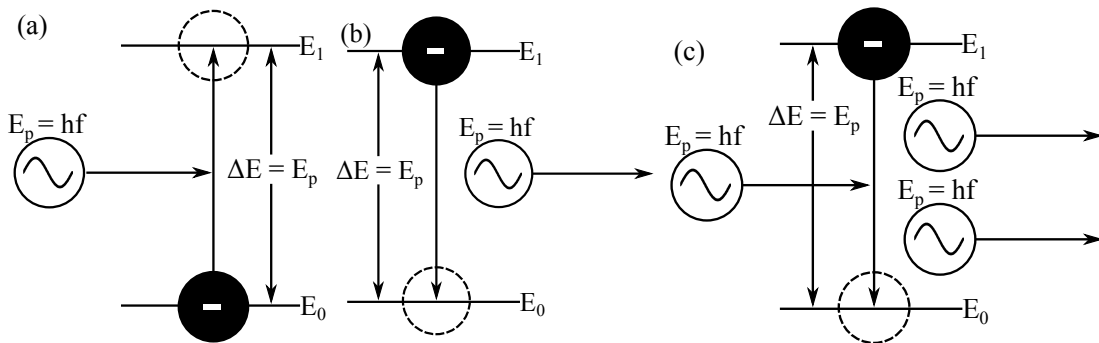 (a)
E₁
Eₚ = hf
ΔE = Eₚ
E₀
(b)
E₁
ΔE = Eₚ
Eₚ = hf
E₀
(c)
E₁
ΔE = Eₚ
Eₚ = hf
Eₚ = hf
Eₚ = hf
E₀